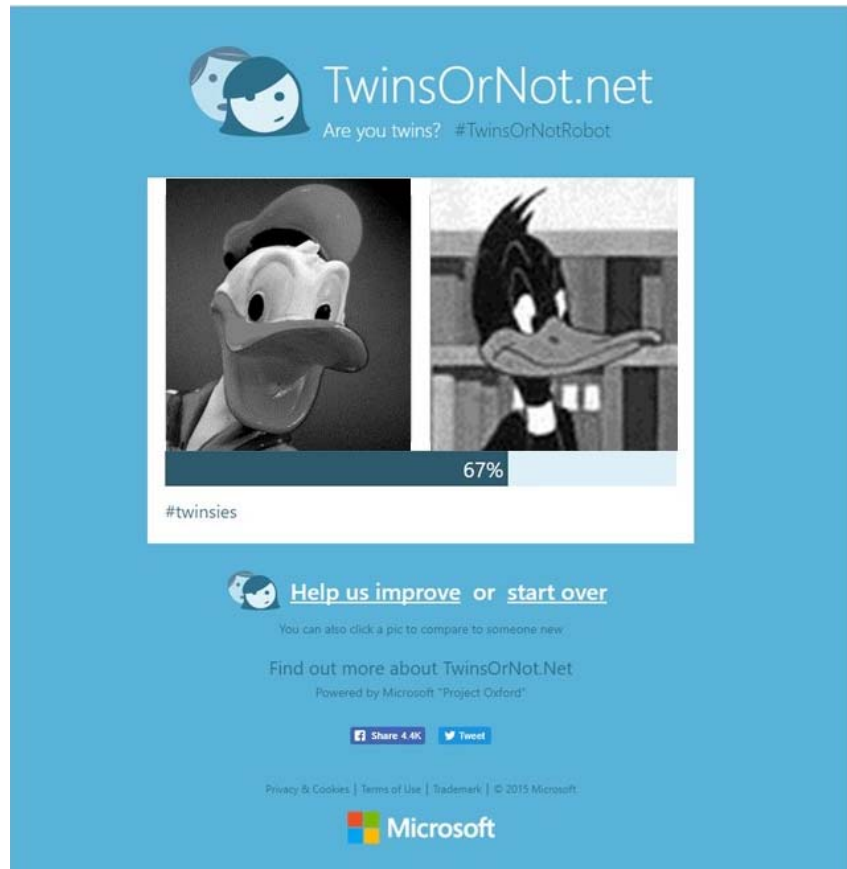 TwinsOrNot.net
Are you twins? #TwinsOrNotRobot
67%
#twinsies
Help us improve or start over
You can also click a pic to compare to someone new
Find out more about TwinsOrNot.Net
Powered by Microsoft "Project Oxford"
Share 4.4K Tweet
Privacy & Cookies | Terms of Use | Trademark | © 2015 Microsoft
Microsoft